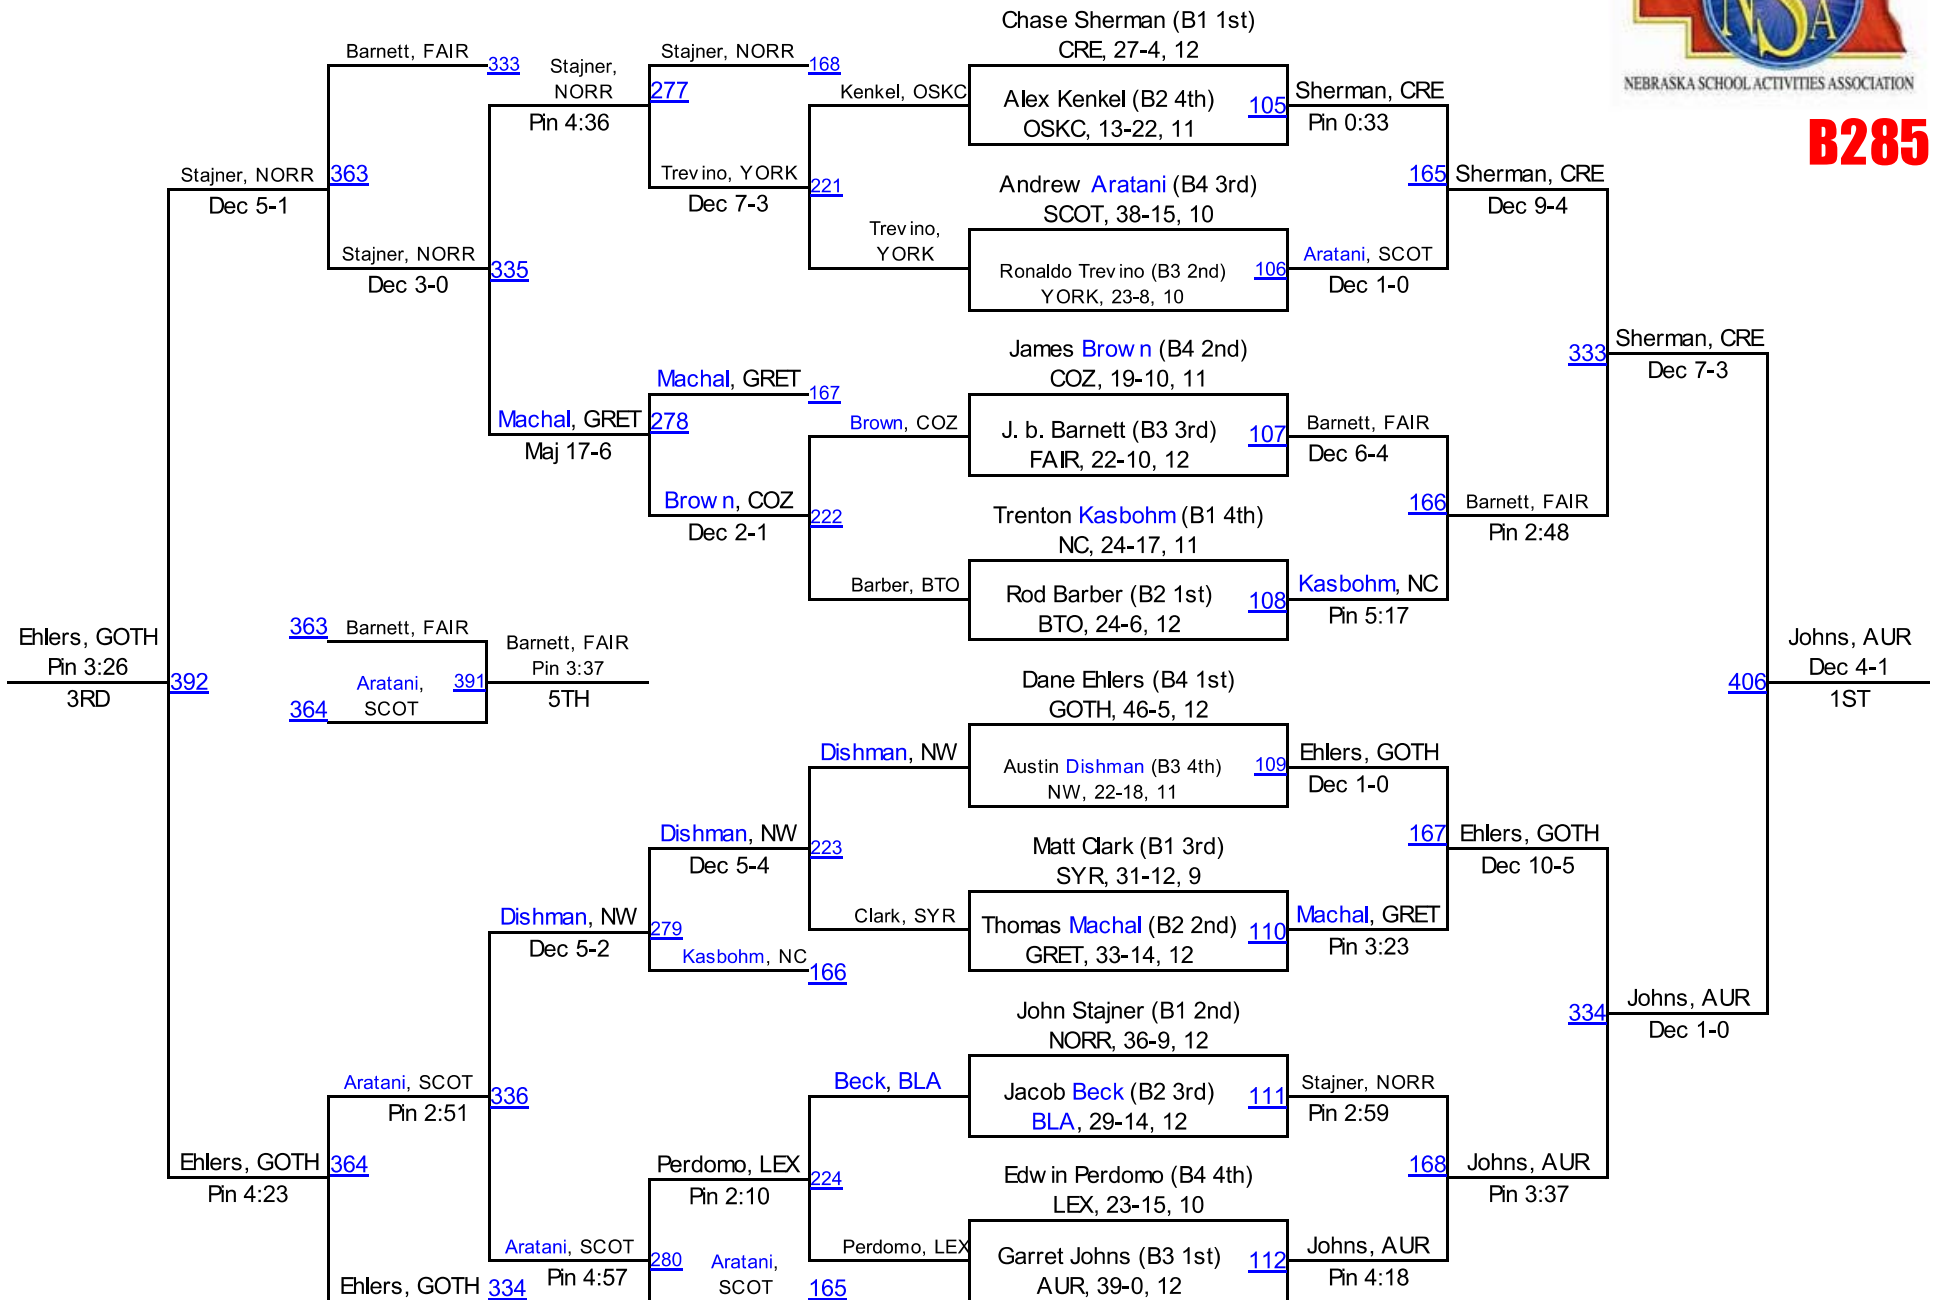 NSA
NEBRASKA SCHOOL ACTIVITIES ASSOCIATION
B285
Barnett, FAIR
333
Stajner,
NORR
Pin 4:36
Stajner, NORR
168
277
Trevino, YORK
Dec 7-3
Kenkel, OSKC
221
Trevino,
YORK
Stajner, NORR
Dec 5-1
363
Stajner, NORR
Dec 3-0
335
Machal, GRET
167
Machal, GRET
Maj 17-6
278
Brown, COZ
Dec 2-1
Brown, COZ
222
Barber, BTO
Chase Sherman (B1 1st)
CRE, 27-4, 12
Alex Kenkel (B2 4th)
OSKC, 13-22, 11
105
Sherman, CRE
Pin 0:33
Andrew Aratani (B4 3rd)
SCOT, 38-15, 10
Ronaldo Trevino (B3 2nd)
YORK, 23-8, 10
106
Aratani, SCOT
Dec 1-0
165
Sherman, CRE
Dec 9-4
James Brown (B4 2nd)
COZ, 19-10, 11
J. b. Barnett (B3 3rd)
FAIR, 22-10, 12
107
Barnett, FAIR
Dec 6-4
Trenton Kasbohm (B1 4th)
NC, 24-17, 11
Rod Barber (B2 1st)
BTO, 24-6, 12
108
Kasbohm, NC
Pin 5:17
166
Barnett, FAIR
Pin 2:48
333
Sherman, CRE
Dec 7-3
Ehlers, GOTH
Pin 3:26
3RD
392
363
Barnett, FAIR
Aratani,
SCOT
364
391
Barnett, FAIR
Pin 3:37
5TH
406
Johns, AUR
Dec 4-1
1ST
Dane Ehlers (B4 1st)
GOTH, 46-5, 12
Austin Dishman (B3 4th)
NW, 22-18, 11
109
Ehlers, GOTH
Dec 1-0
Matt Clark (B1 3rd)
SYR, 31-12, 9
Thomas Machal (B2 2nd)
GRET, 33-14, 12
110
Machal, GRET
Pin 3:23
167
Ehlers, GOTH
Dec 10-5
Dishman, NW
Dishman, NW
Dec 5-4
223
Clark, SYR
Dishman, NW
Dec 5-2
279
Kasbohm, NC
166
John Stajner (B1 2nd)
NORR, 36-9, 12
Jacob Beck (B2 3rd)
BLA, 29-14, 12
111
Stajner, NORR
Pin 2:59
Edwin Perdomo (B4 4th)
LEX, 23-15, 10
Garret Johns (B3 1st)
AUR, 39-0, 12
112
Johns, AUR
Pin 4:18
168
Johns, AUR
Pin 3:37
334
Johns, AUR
Dec 1-0
Beck, BLA
Perdomo, LEX
Pin 2:10
224
Perdomo, LEX
Aratani, SCOT
Pin 2:51
336
Ehlers, GOTH
Pin 4:23
364
Aratani, SCOT
Pin 4:57
280
Aratani,
SCOT
165
Ehlers, GOTH
334